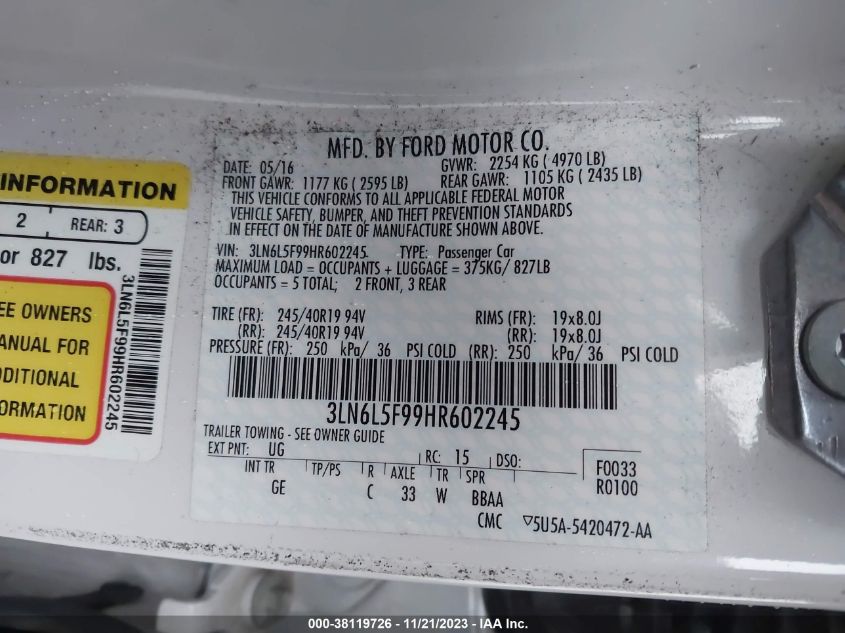 INFORMATION
2 REAR: 3
or 827 lbs.
EE OWNERS
ANUAL FOR
DDITIONAL
FORMATION
3LN6L5F99HR602245
MFD. BY FORD MOTOR CO.
DATE: 05/16 GVWR: 2254 KG ( 4970 LB)
FRONT GAWR: 1177 KG ( 2595 LB) REAR GAWR: 1105 KG ( 2435 LB)
THIS VEHICLE CONFORMS TO ALL APPLICABLE FEDERAL MOTOR
VEHICLE SAFETY, BUMPER, AND THEFT PREVENTION STANDARDS
IN EFFECT ON THE DATE OF MANUFACTURE SHOWN ABOVE.
VIN: 3LN6L5F99HR602245 TYPE: Passenger Car
MAXIMUM LOAD = OCCUPANTS + LUGGAGE = 375KG/ 827LB
OCCUPANTS = 5 TOTAL; 2 FRONT, 3 REAR
TIRE (FR): 245/40R19 94V RIMS (FR): 19x8.0J
(RR): 245/40R19 94V (RR): 19x8.0J
PRESSURE (FR): 250 kPa/ 36 PSI COLD (RR): 250 kPa/ 36 PSI COLD
3LN6L5F99HR602245
TRAILER TOWING - SEE OWNER GUIDE
EXT PNT: UG RC: 15 DSO: F0033
INT TR TP/PS R AXLE TR SPR R0100
GE C 33 W BBAA
CMC ▽5U5A-5420472-AA
000-38119726 - 11/21/2023 - IAA Inc.